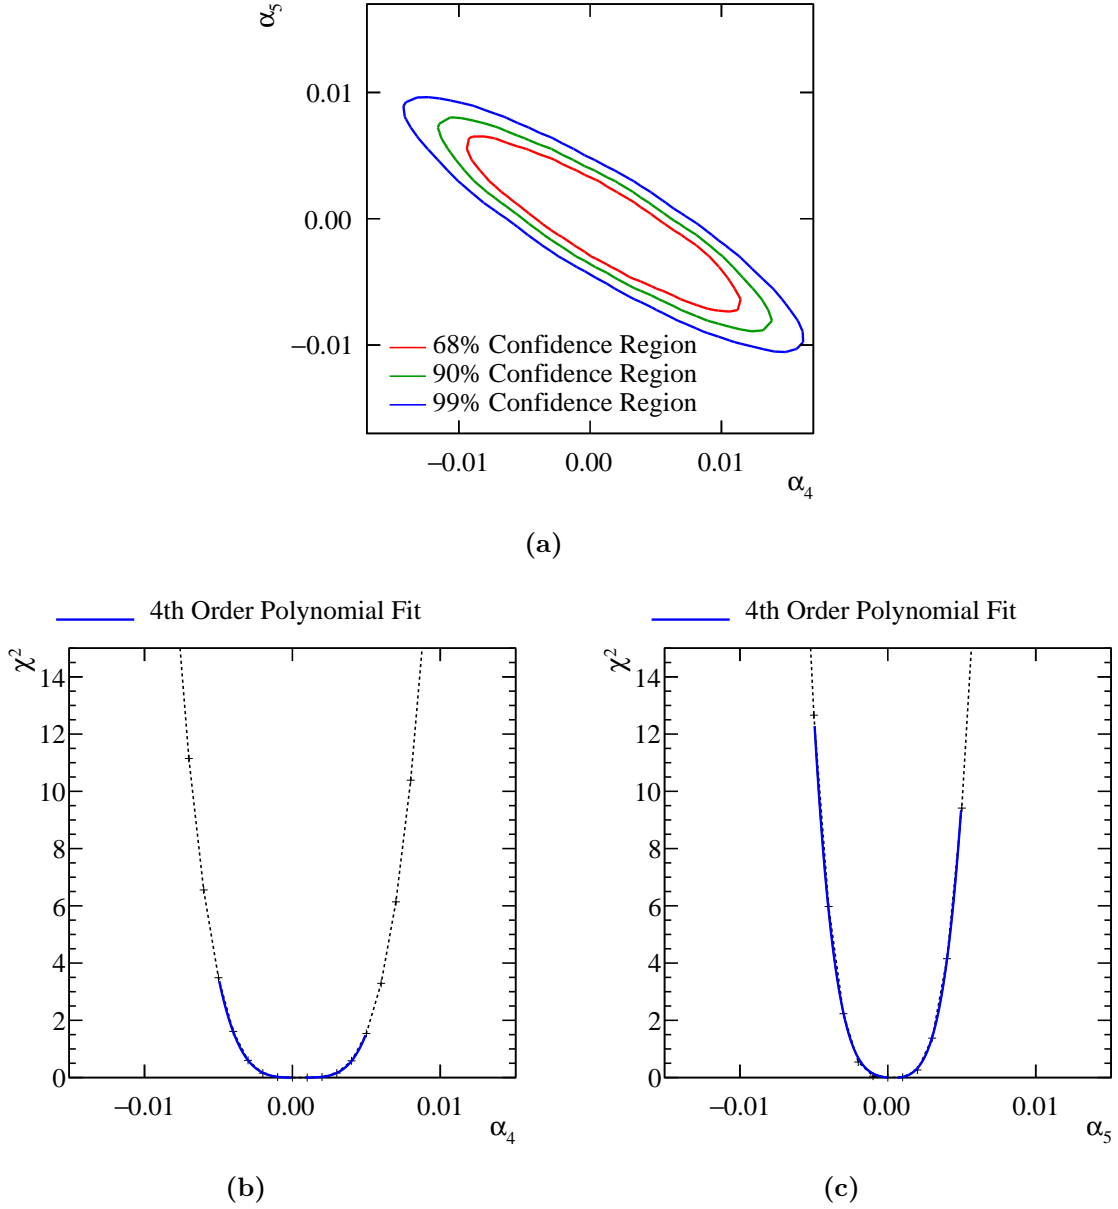 α5
0.01
0.00
−0.01
68% Confidence Region
90% Confidence Region
99% Confidence Region
−0.01 0.00 0.01
α4
(a)
4th Order Polynomial Fit
χ2
14
12
10
8
6
4
2
0
−0.01 0.00 0.01
α4
(b)
4th Order Polynomial Fit
χ2
14
12
10
8
6
4
2
0
−0.01 0.00 0.01
α5
(c)